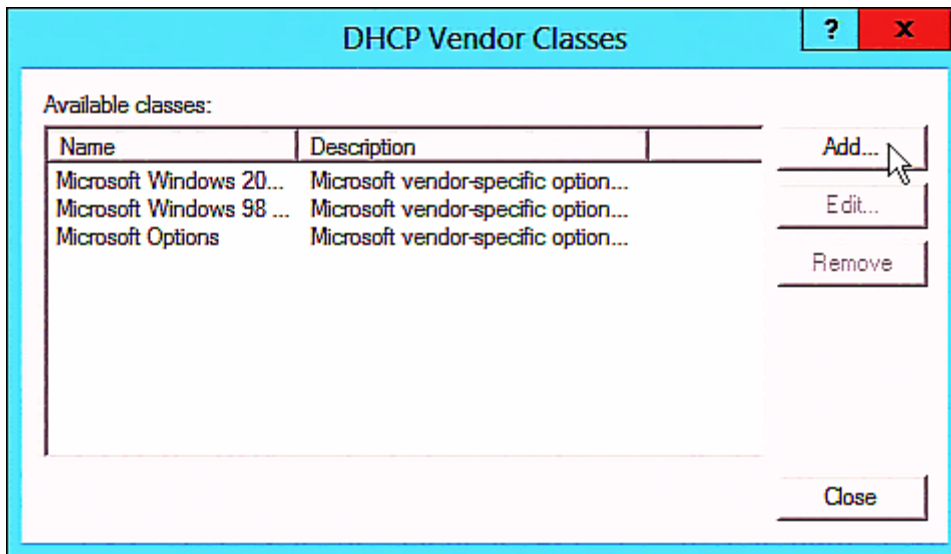 DHCP Vendor Classes
? x
Available classes:
Name Description
Add...
Microsoft Windows 20... Microsoft vendor-specific option...
Microsoft Windows 98 ... Microsoft vendor-specific option...
Edit...
Microsoft Options Microsoft vendor-specific option...
Remove
Close